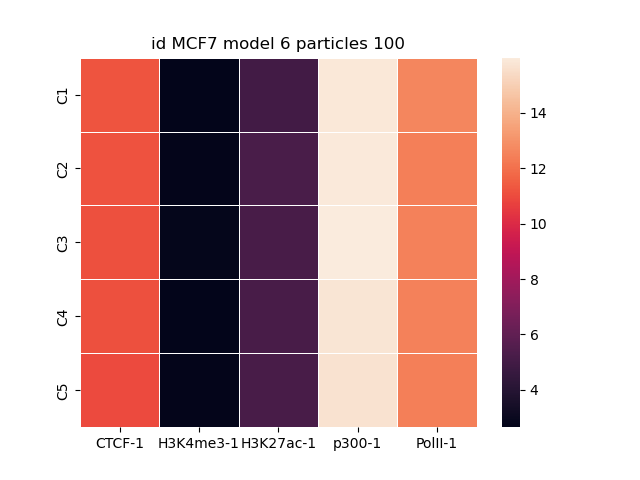 id MCF7 model 6 particles 100
C1
C2
C3
C4
C5
CTCF-1 H3K4me3-1 H3K27ac-1 p300-1 PolII-1
14
12
10
8
6
4